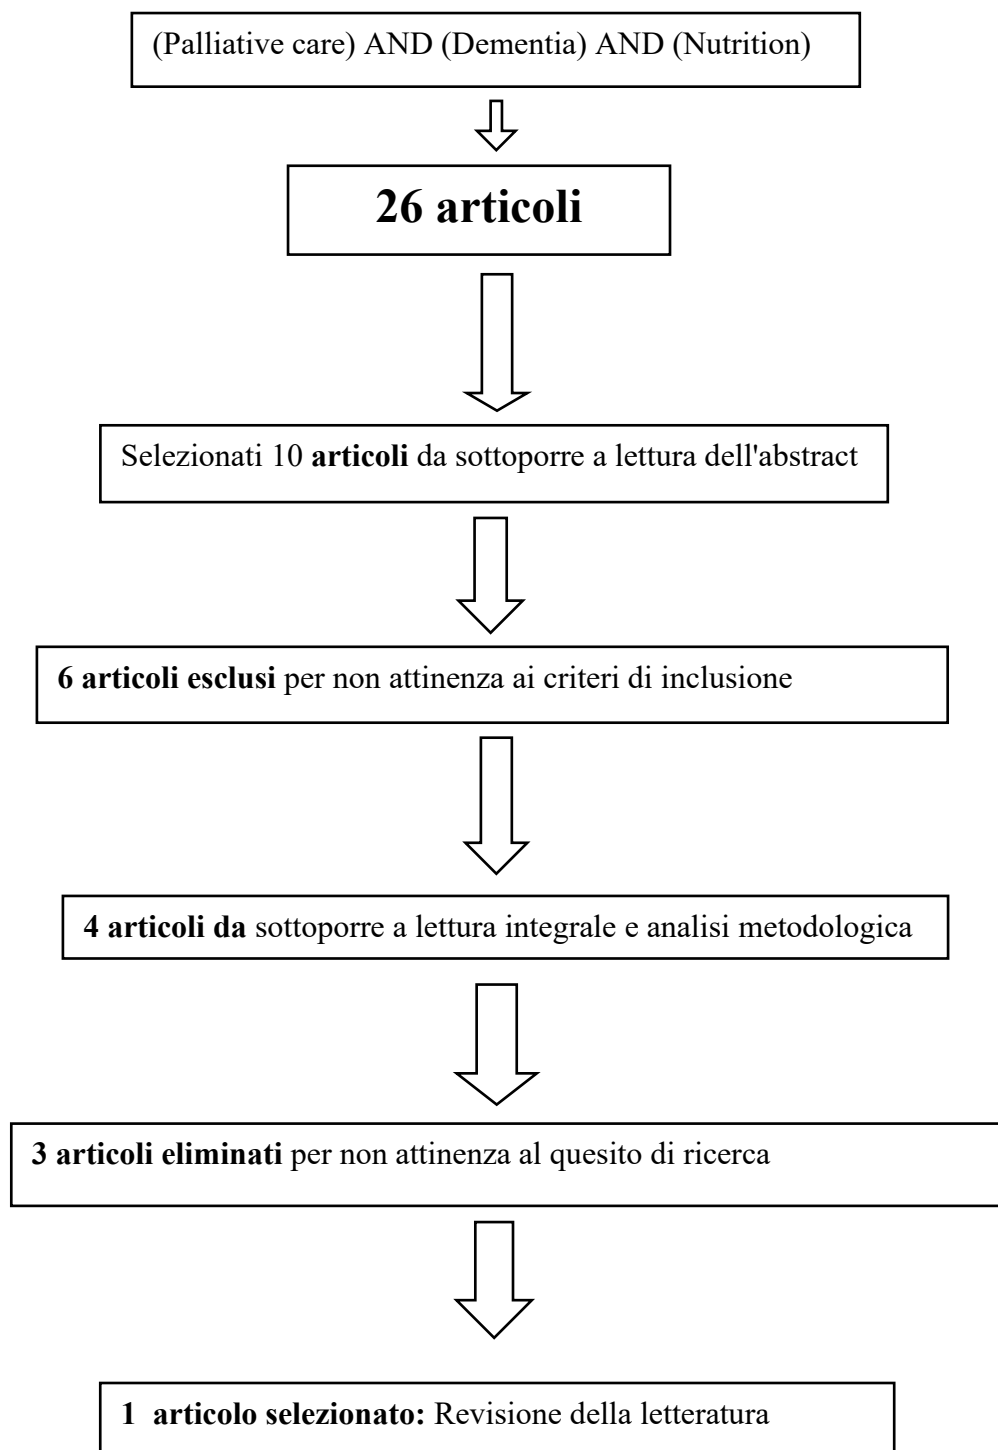 (Palliative care) AND (Dementia) AND (Nutrition)
26 articoli
Selezionati 10 articoli da sottoporre a lettura dell'abstract
6 articoli esclusi per non attinenza ai criteri di inclusione
4 articoli da sottoporre a lettura integrale e analisi metodologica
3 articoli eliminati per non attinenza al quesito di ricerca
1 articolo selezionato: Revisione della letteratura